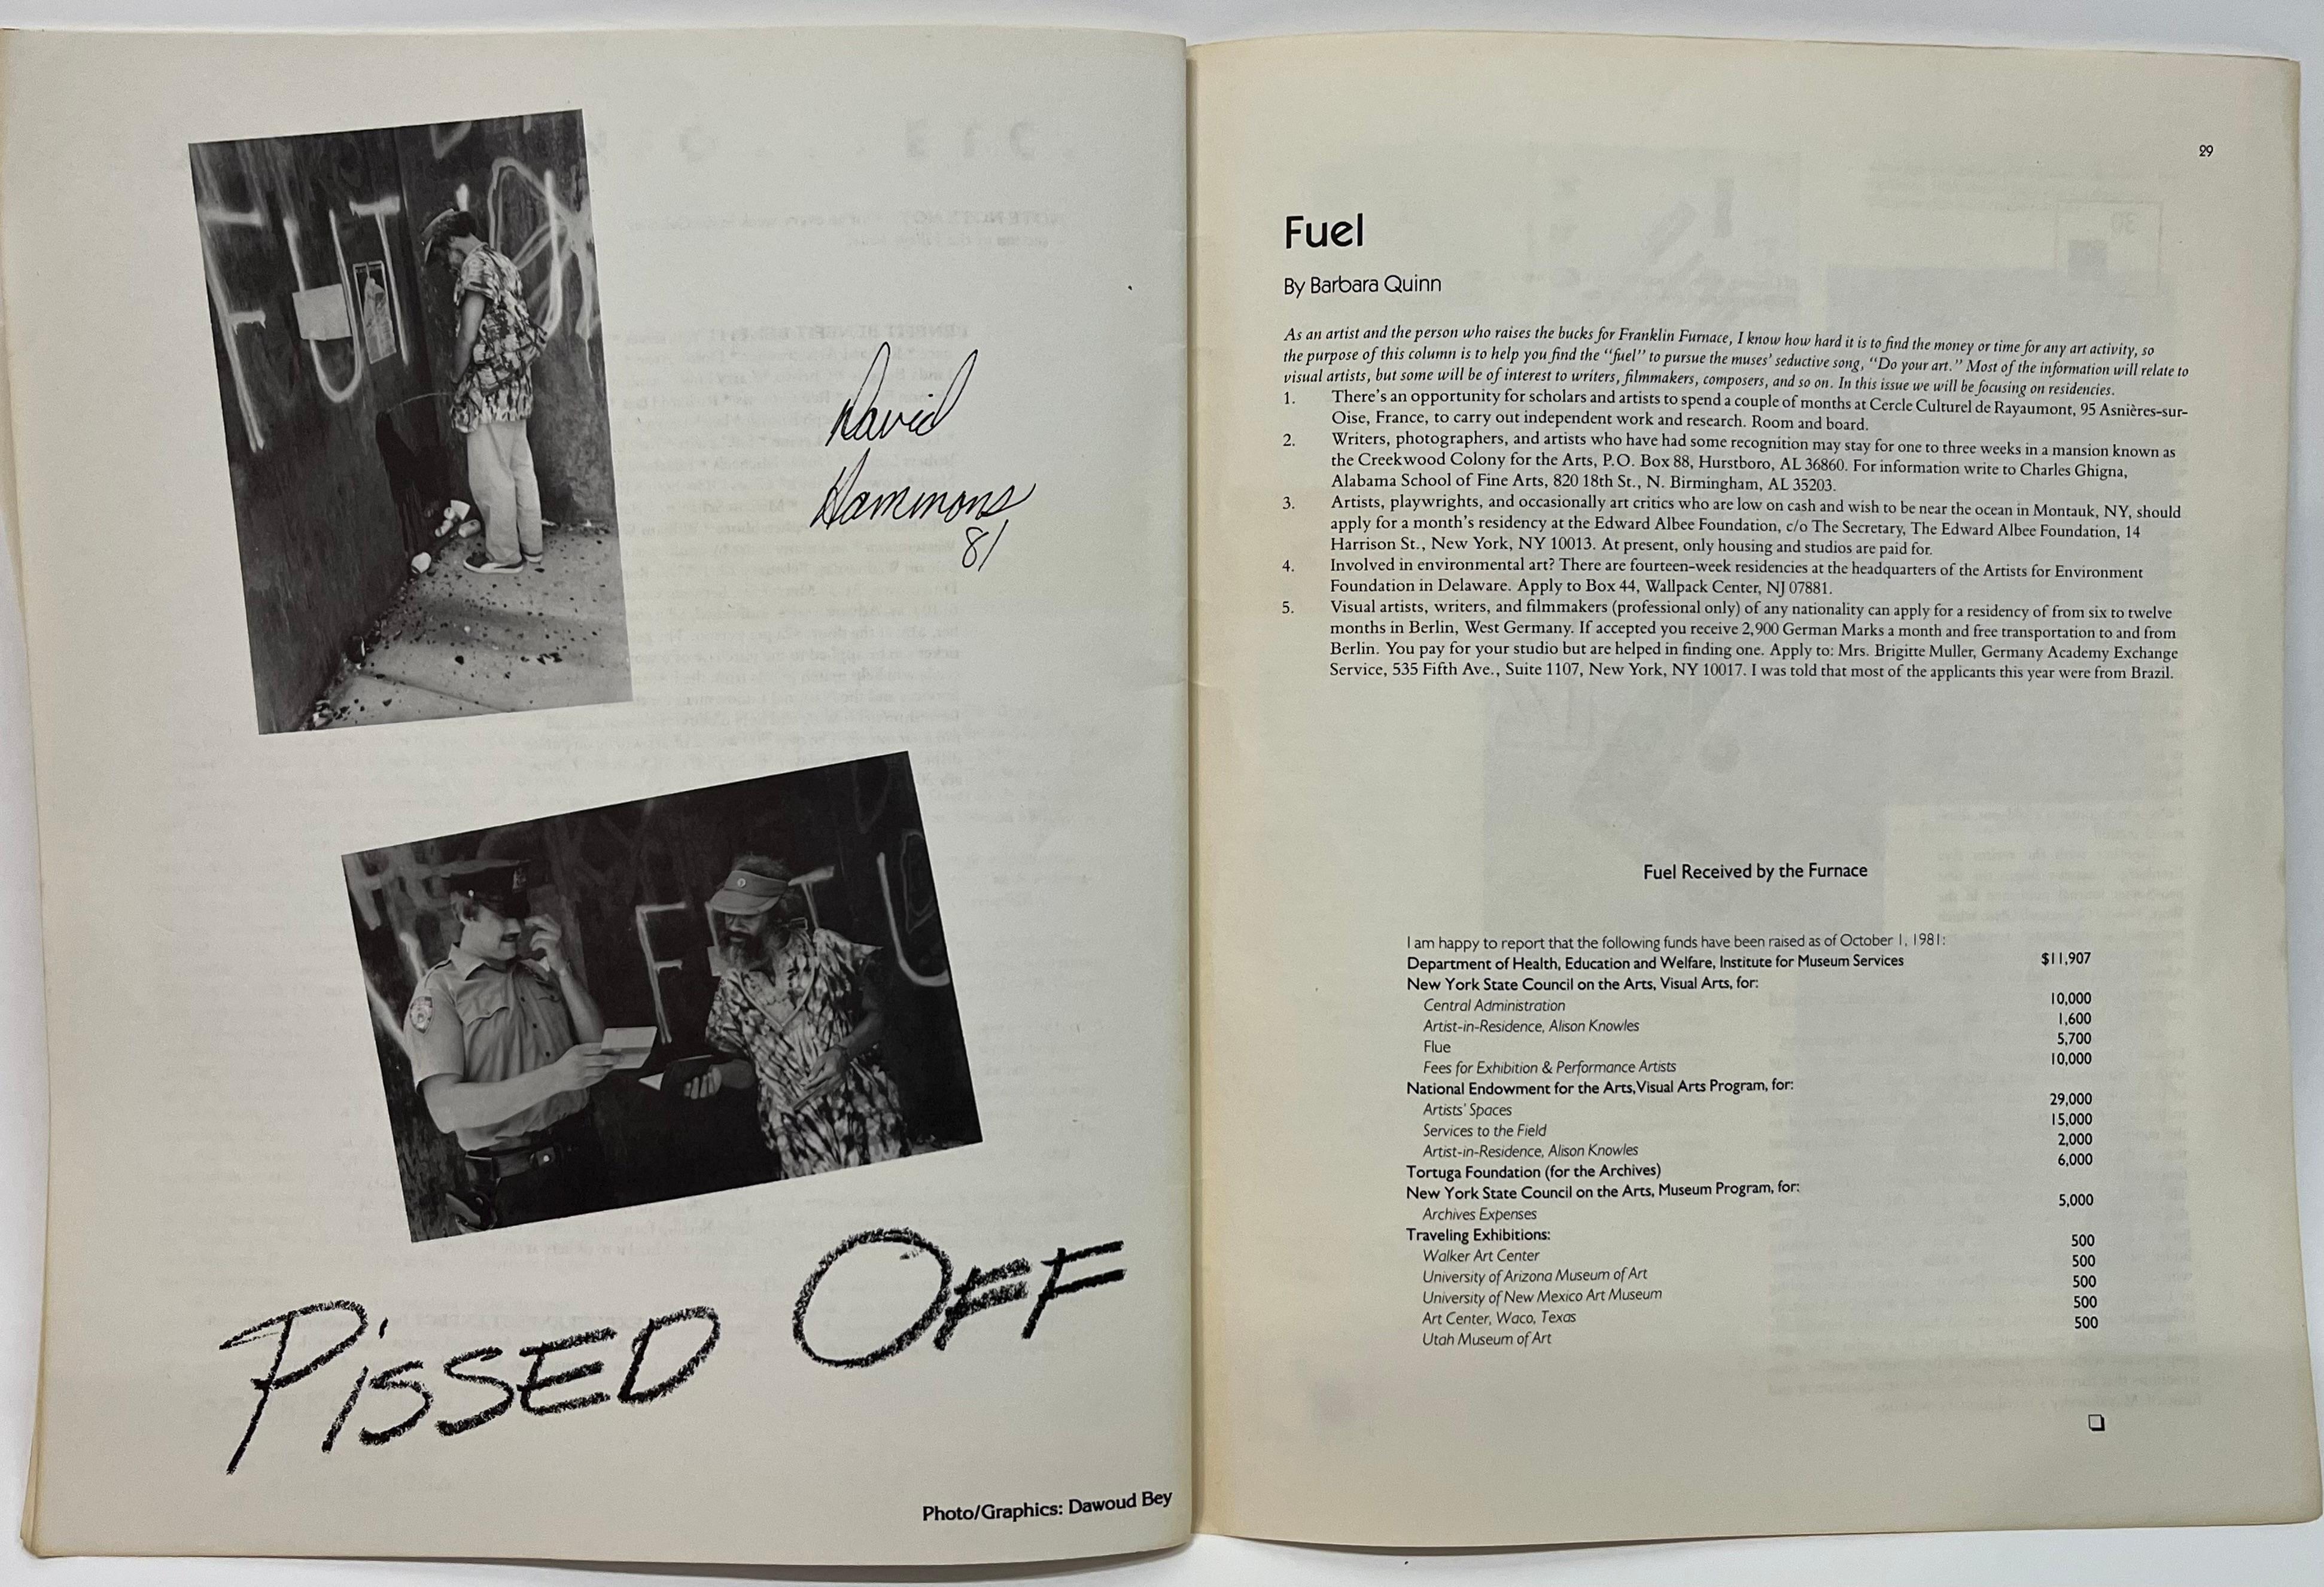 FUT
David
Hammons
81
FTU
PiSSED OFF
Photo/Graphics: Dawoud Bey
29
Fuel
By Barbara Quinn
As an artist and the person who raises the bucks for Franklin Furnace, I know how hard it is to find the money or time for any art activity, so
the purpose of this column is to help you find the “fuel” to pursue the muses’ seductive song, “Do your art.” Most of the information will relate to
visual artists, but some will be of interest to writers, filmmakers, composers, and so on. In this issue we will be focusing on residencies.
1. There’s an opportunity for scholars and artists to spend a couple of months at Cercle Culturel de Rayaumont, 95 Asnières-sur-
Oise, France, to carry out independent work and research. Room and board.
2. Writers, photographers, and artists who have had some recognition may stay for one to three weeks in a mansion known as
the Creekwood Colony for the Arts, P.O. Box 88, Hurstboro, AL 36860. For information write to Charles Ghigna,
Alabama School of Fine Arts, 820 18th St., N. Birmingham, AL 35203.
3. Artists, playwrights, and occasionally art critics who are low on cash and wish to be near the ocean in Montauk, NY, should
apply for a month’s residency at the Edward Albee Foundation, c/o The Secretary, The Edward Albee Foundation, 14
Harrison St., New York, NY 10013. At present, only housing and studios are paid for.
4. Involved in environmental art? There are fourteen-week residencies at the headquarters of the Artists for Environment
Foundation in Delaware. Apply to Box 44, Wallpack Center, NJ 07881.
5. Visual artists, writers, and filmmakers (professional only) of any nationality can apply for a residency of from six to twelve
months in Berlin, West Germany. If accepted you receive 2,900 German Marks a month and free transportation to and from
Berlin. You pay for your studio but are helped in finding one. Apply to: Mrs. Brigitte Muller, Germany Academy Exchange
Service, 535 Fifth Ave., Suite 1107, New York, NY 10017. I was told that most of the applicants this year were from Brazil.
Fuel Received by the Furnace
I am happy to report that the following funds have been raised as of October 1, 1981:
Department of Health, Education and Welfare, Institute for Museum Services $11,907
New York State Council on the Arts, Visual Arts, for:
Central Administration 10,000
Artist-in-Residence, Alison Knowles 1,600
Flue 5,700
Fees for Exhibition & Performance Artists 10,000
National Endowment for the Arts, Visual Arts Program, for:
Artists’ Spaces 29,000
Services to the Field 15,000
Artist-in-Residence, Alison Knowles 2,000
Tortuga Foundation (for the Archives) 6,000
New York State Council on the Arts, Museum Program, for:
Archives Expenses 5,000
Traveling Exhibitions:
Walker Art Center 500
University of Arizona Museum of Art 500
University of New Mexico Art Museum 500
Art Center, Waco, Texas 500
Utah Museum of Art 500